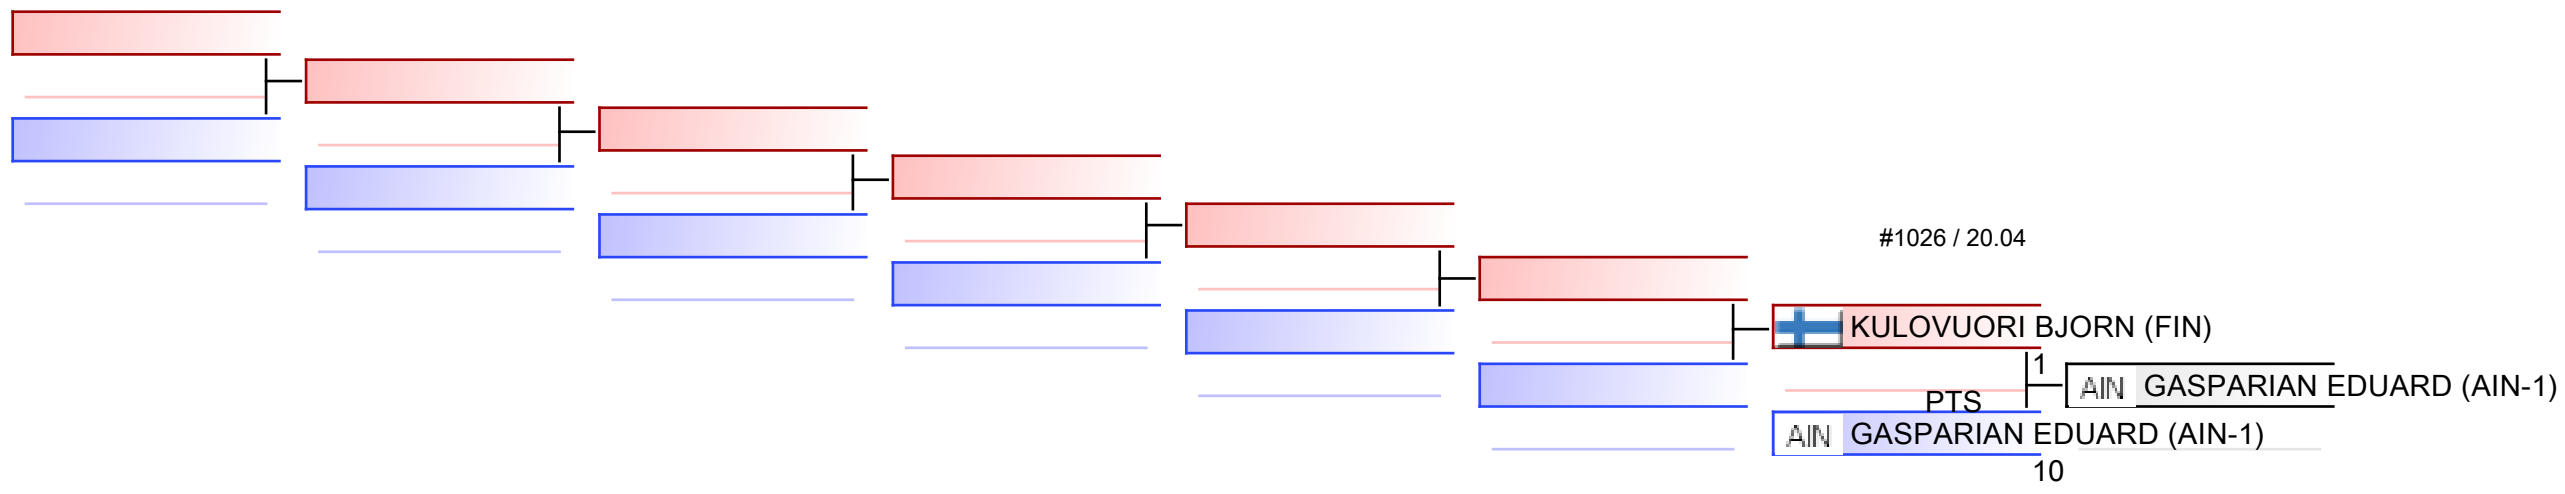 #1026 / 20.04
KULOVUORI BJORN (FIN)
1
AIN GASPARIAN EDUARD (AIN-1)
PTS
AIN GASPARIAN EDUARD (AIN-1)
10